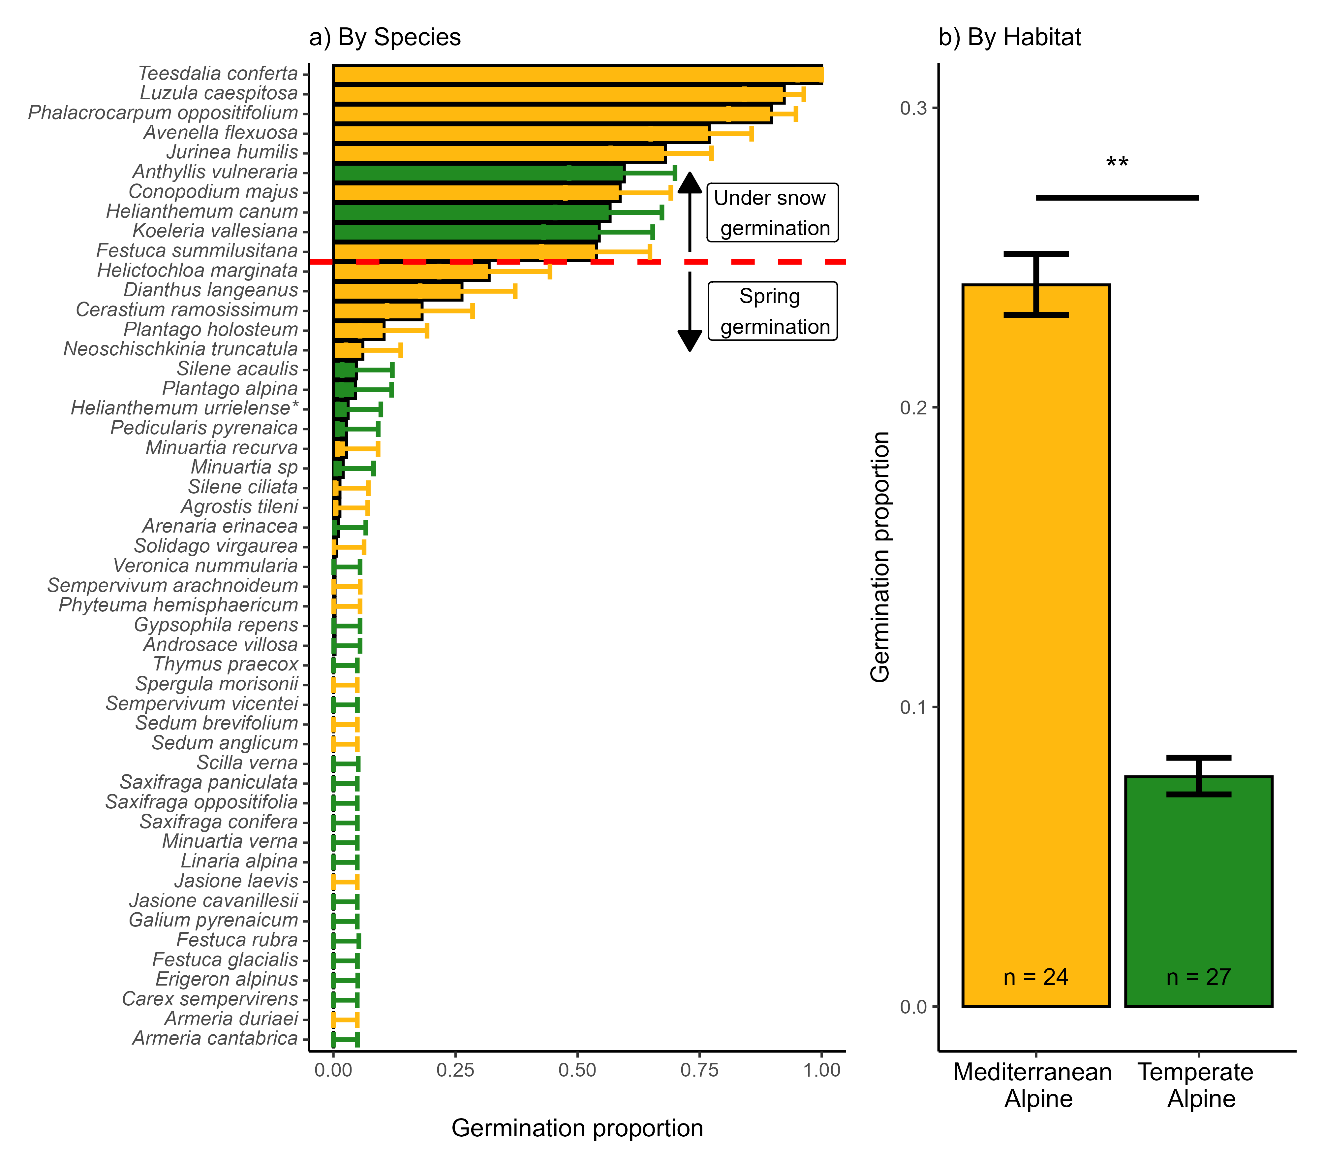 a) By Species
Teesdalia conferta
Luzula caespitosa
Phalacrocarpum oppositifolium
Avenella flexuosa
Jurinea humilis
Anthyllis vulneraria
Conopodium majus
Helianthemum canum
Koeleria vallesiana
Festuca summilusitana
Helictochloa marginata
Dianthus langeanus
Cerastium ramosissimum
Plantago holosteum
Neoschischkinia truncatula
Silene acaulis
Plantago alpina
Helianthemum urrielense*
Pedicularis pyrenaica
Minuartia recurva
Minuartia sp
Silene ciliata
Agrostis tileni
Arenaria erinacea
Solidago virgaurea
Veronica nummularia
Sempervivum arachnoideum
Phyteuma hemisphaericum
Gypsophila repens
Androsace villosa
Thymus praecox
Spergula morisonii
Sempervivum vicentei
Sedum brevifolium
Sedum anglicum
Scilla verna
Saxifraga paniculata
Saxifraga oppositifolia
Saxifraga conifera
Minuartia verna
Linaria alpina
Jasione laevis
Jasione cavanillesii
Galium pyrenaicum
Festuca rubra
Festuca glacialis
Erigeron alpinus
Carex sempervirens
Armeria duriaei
Armeria cantabrica
Under snow
germination
Spring
germination
0.00 0.25 0.50 0.75 1.00
Germination proportion
b) By Habitat
Germination proportion
0.3
0.2
0.1
0.0
**
n = 24
n = 27
Mediterranean
Alpine
Temperate
Alpine